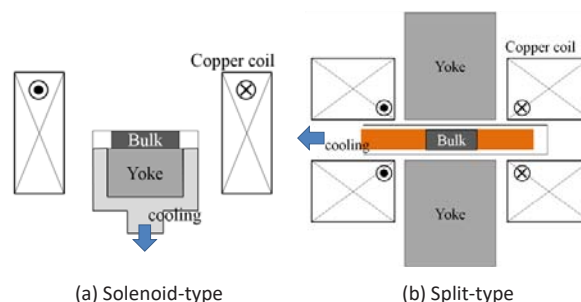 Copper coil
Bulk
Yoke
cooling
(a) Solenoid-type
Yoke
Copper coil
cooling
Bulk
Yoke
(b) Split-type